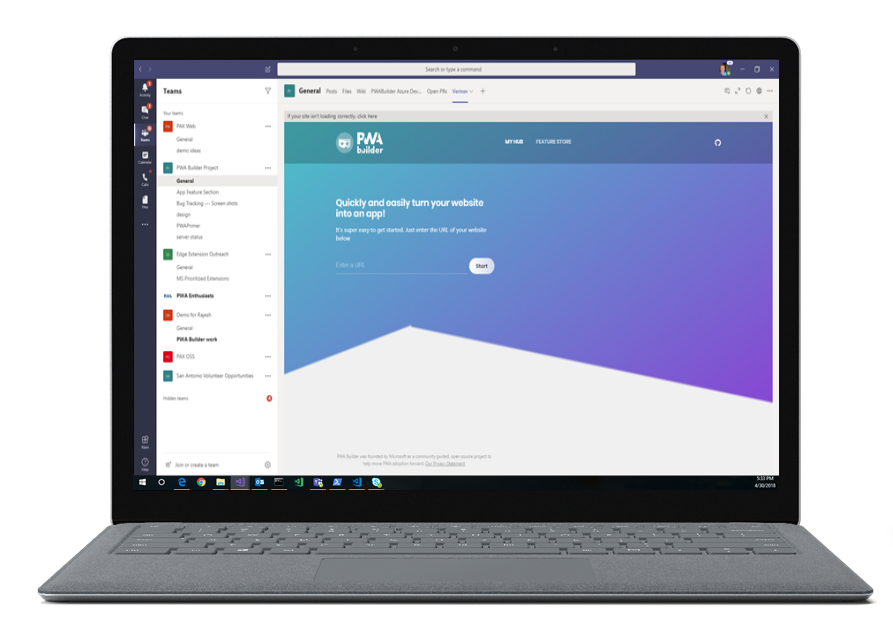 Search or type a command
Activity
Chat
Teams
Calendar
Calls
Files
Apps
Help
Teams
Your teams
PAX Web
General
demo ideas
PWA Builder Project
General
App Feature Section
Bug Tracking --- Screen shots
design
PWAPrimer
server status
Edge Extension Outreach
General
MS Prioritized Extensions
PWA Enthusiasts
Demo for Rajesh
General
PWA Builder work
PAX OSS
San Antonio Volunteer Opportunities
Hidden teams
Join or create a team
General Posts Files Wiki PWABuilder Azure Dev... Open PRs
If your site isn't loading correctly, click here
PWA
builder
MY HUB FEATURE STORE
Quickly and easily turn your website
into an app!
It's super easy to get started. Just enter the URL of your website
below
Enter a URL Start
PWA Builder was founded by Microsoft as a community guided, open source project to
help move PWA adoption forward. Our Privacy Statement
5:33 PM
4/30/2018